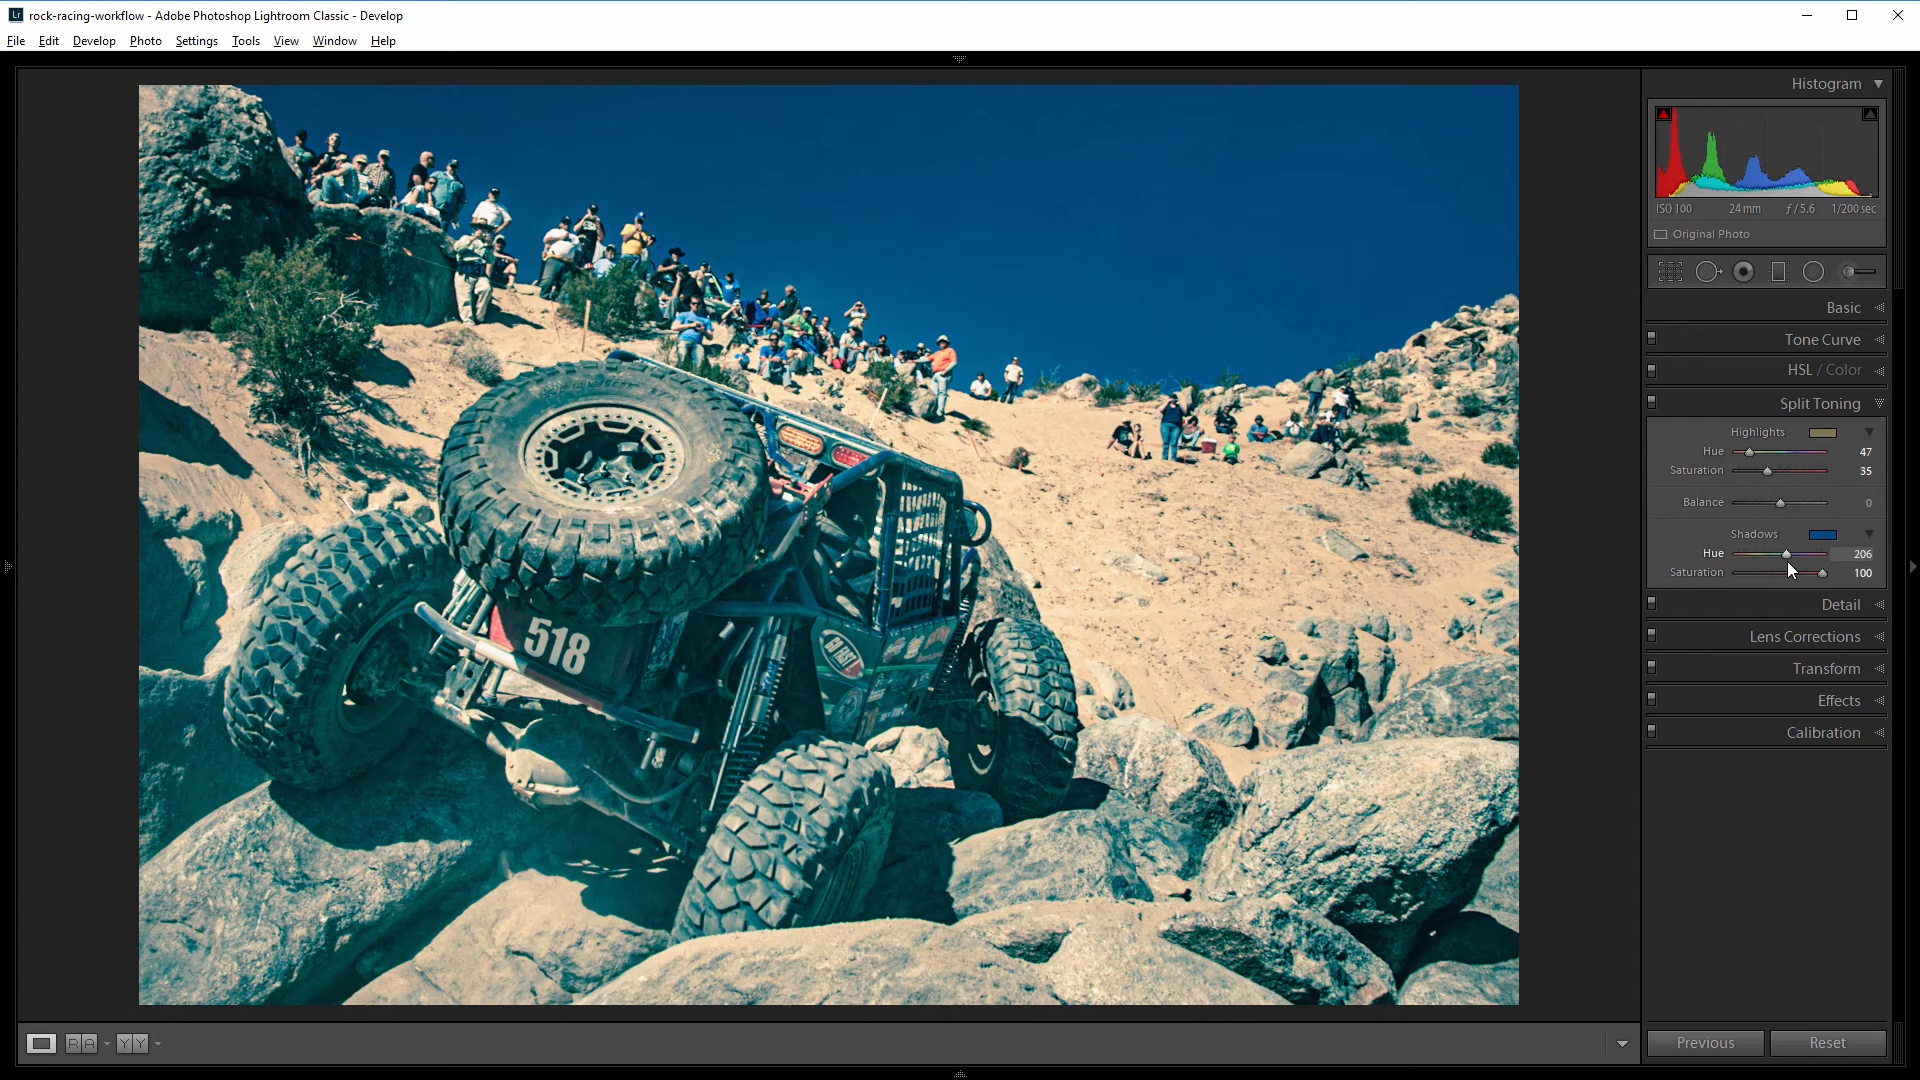 Lr rock-racing-workflow - Adobe Photoshop Lightroom Classic - Develop
File Edit Develop Photo Settings Tools View Window Help
Histogram
ISO 100 24 mm ƒ / 5.6 1/200 sec
Original Photo
Basic
Tone Curve
HSL / Color
Split Toning
Highlights
Hue 47
Saturation 35
Balance 0
Shadows
Hue 206
Saturation 100
Detail
Lens Corrections
Transform
Effects
Calibration
518
FAST
R A Y Y
Previous Reset